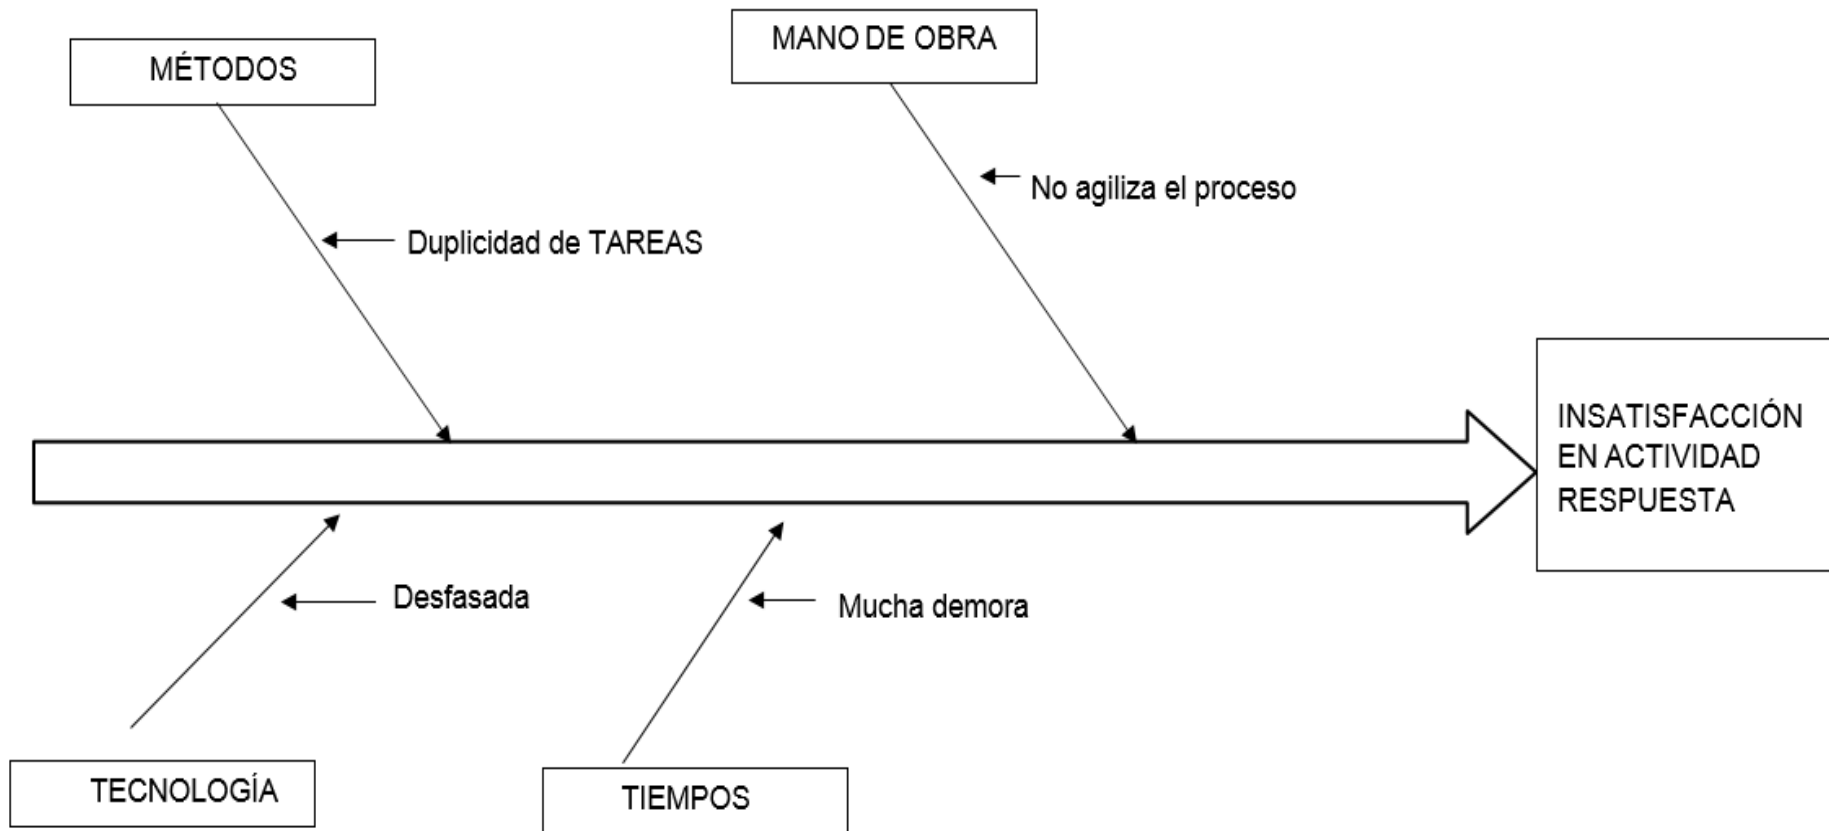 MÉTODOS
MANO DE OBRA
No agiliza el proceso
Duplicidad de TAREAS
INSATISFACCIÓN
EN ACTIVIDAD
RESPUESTA
Desfasada
Mucha demora
TECNOLOGÍA
TIEMPOS